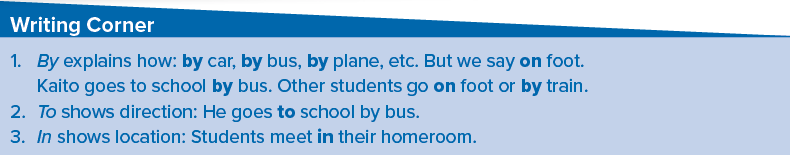 Writing Corner
1. By explains how: by car, by bus, by plane, etc. But we say on foot.
Kaito goes to school by bus. Other students go on foot or by train.
2. To shows direction: He goes to school by bus.
3. In shows location: Students meet in their homeroom.